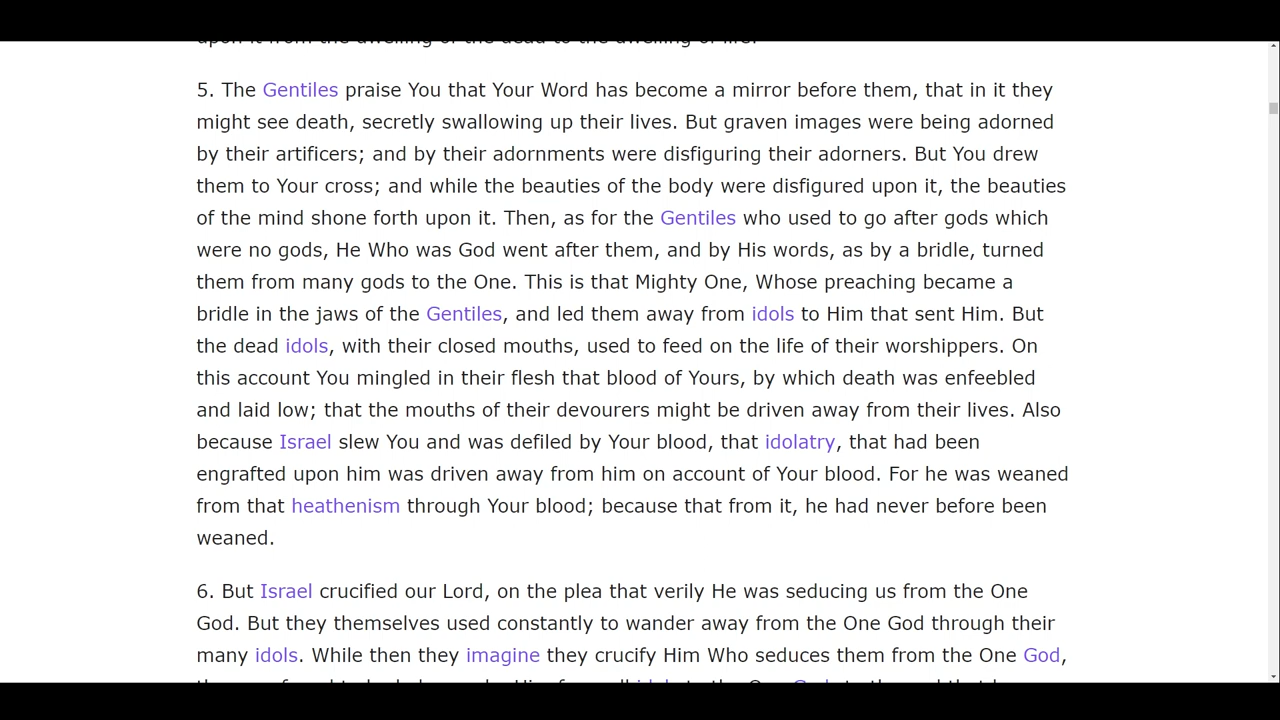 upon it from the dwelling of the dead to the dwelling of life.
5. The Gentiles praise You that Your Word has become a mirror before them, that in it they
might see death, secretly swallowing up their lives. But graven images were being adorned
by their artificers; and by their adornments were disfiguring their adorners. But You drew
them to Your cross; and while the beauties of the body were disfigured upon it, the beauties
of the mind shone forth upon it. Then, as for the Gentiles who used to go after gods which
were no gods, He Who was God went after them, and by His words, as by a bridle, turned
them from many gods to the One. This is that Mighty One, Whose preaching became a
bridle in the jaws of the Gentiles, and led them away from idols to Him that sent Him. But
the dead idols, with their closed mouths, used to feed on the life of their worshippers. On
this account You mingled in their flesh that blood of Yours, by which death was enfeebled
and laid low; that the mouths of their devourers might be driven away from their lives. Also
because Israel slew You and was defiled by Your blood, that idolatry, that had been
engrafted upon him was driven away from him on account of Your blood. For he was weaned
from that heathenism through Your blood; because that from it, he had never before been
weaned.
6. But Israel crucified our Lord, on the plea that verily He was seducing us from the One
God. But they themselves used constantly to wander away from the One God through their
many idols. While then they imagine they crucify Him Who seduces them from the One God,